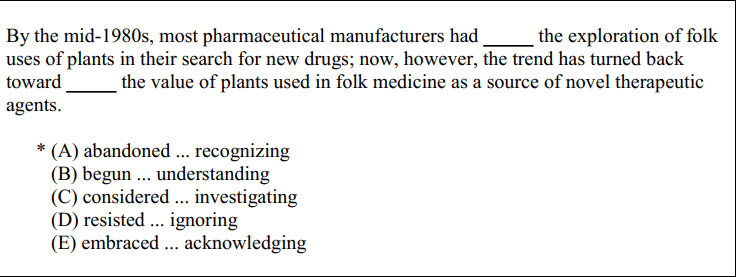 By the mid-1980s, most pharmaceutical manufacturers had _____ the exploration of folk
uses of plants in their search for new drugs; now, however, the trend has turned back
toward _____ the value of plants used in folk medicine as a source of novel therapeutic
agents.
* (A) abandoned ... recognizing
(B) begun ... understanding
(C) considered ... investigating
(D) resisted ... ignoring
(E) embraced ... acknowledging